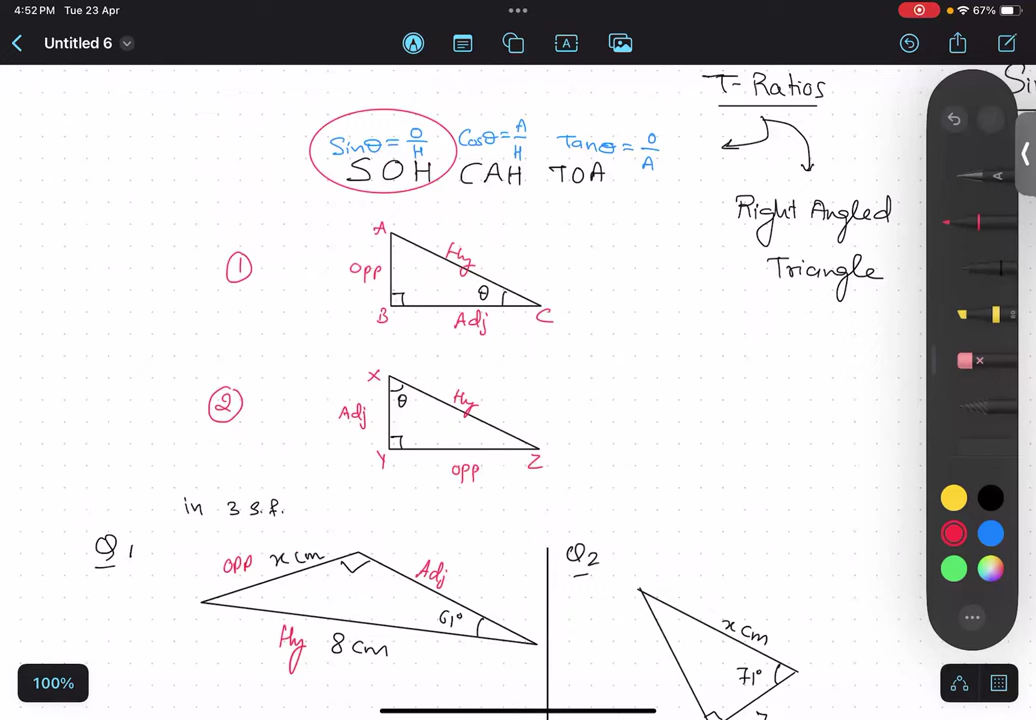 4:52 PM Tue 23 Apr
67%
Untitled 6
A
T-Ratios
Sinθ = O/H Cosθ = A/H Tanθ = O/A
SOH CAH TOA
Right Angled
Triangle
1
A
Opp
Hy
θ
B
Adj
C
2
X
θ
Adj
Hy
Y
Opp
Z
in 3 s.f.
Q1
Opp
x cm
Adj
61°
Hy
8 cm
Q2
x cm
71°
100%